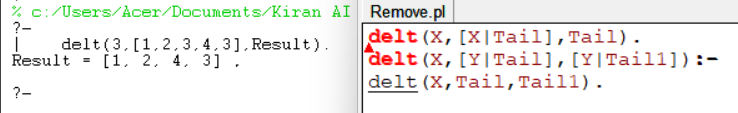 % c:/Users/Acer/Documents/Kiran AI
?-
|    delt(3,[1,2,3,4,3],Result).
Result = [1, 2, 4, 3] .
?-
Remove.pl
delt(X,[X|Tail],Tail).
delt(X,[Y|Tail],[Y|Tail1]):-
delt(X,Tail,Tail1).